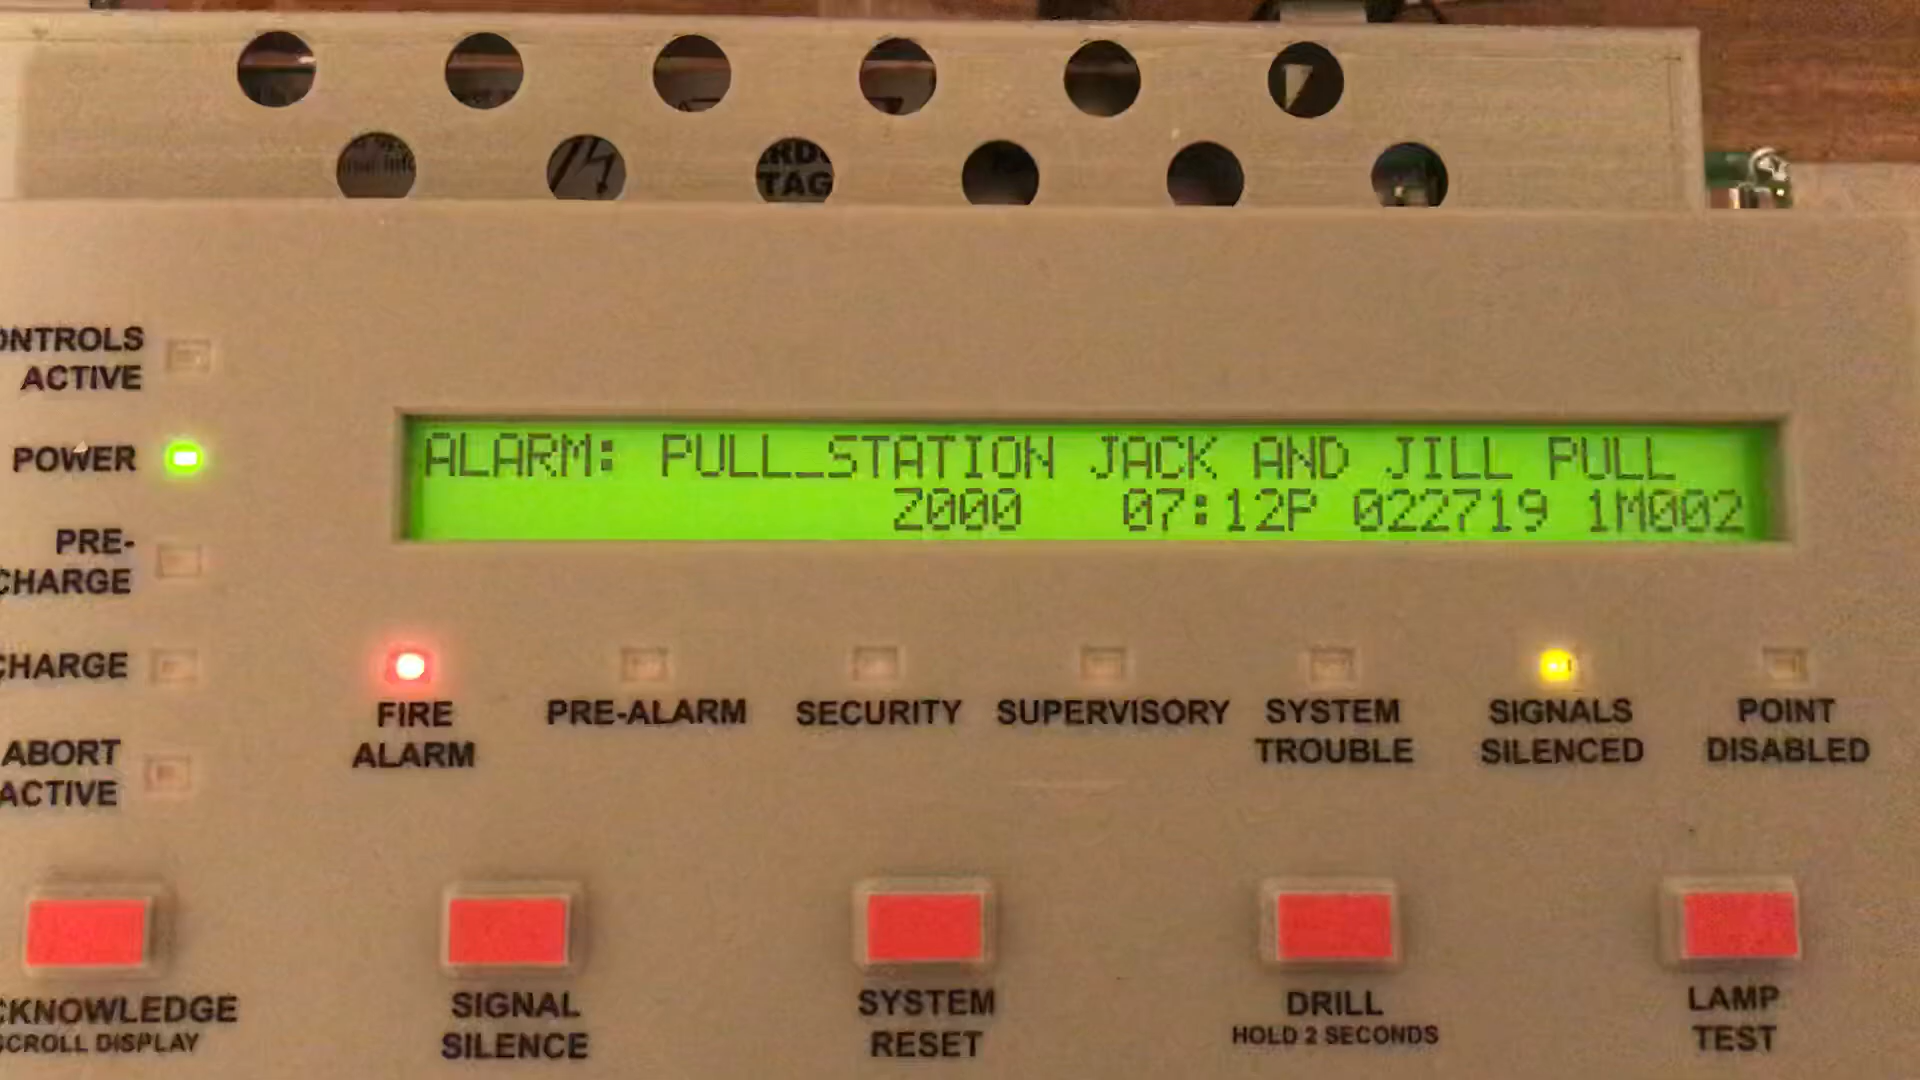 TAG
ONTROLS
ACTIVE
POWER
PRE-
CHARGE
CHARGE
ABORT
ACTIVE
ALARM: PULL_STATION JACK AND JILL PULL
Z000 07:12P 022719 1M002
FIRE
ALARM
PRE-ALARM
SECURITY
SUPERVISORY
SYSTEM
TROUBLE
SIGNALS
SILENCED
POINT
DISABLED
CKNOWLEDGE
SCROLL DISPLAY
SIGNAL
SILENCE
SYSTEM
RESET
DRILL
HOLD 2 SECONDS
LAMP
TEST